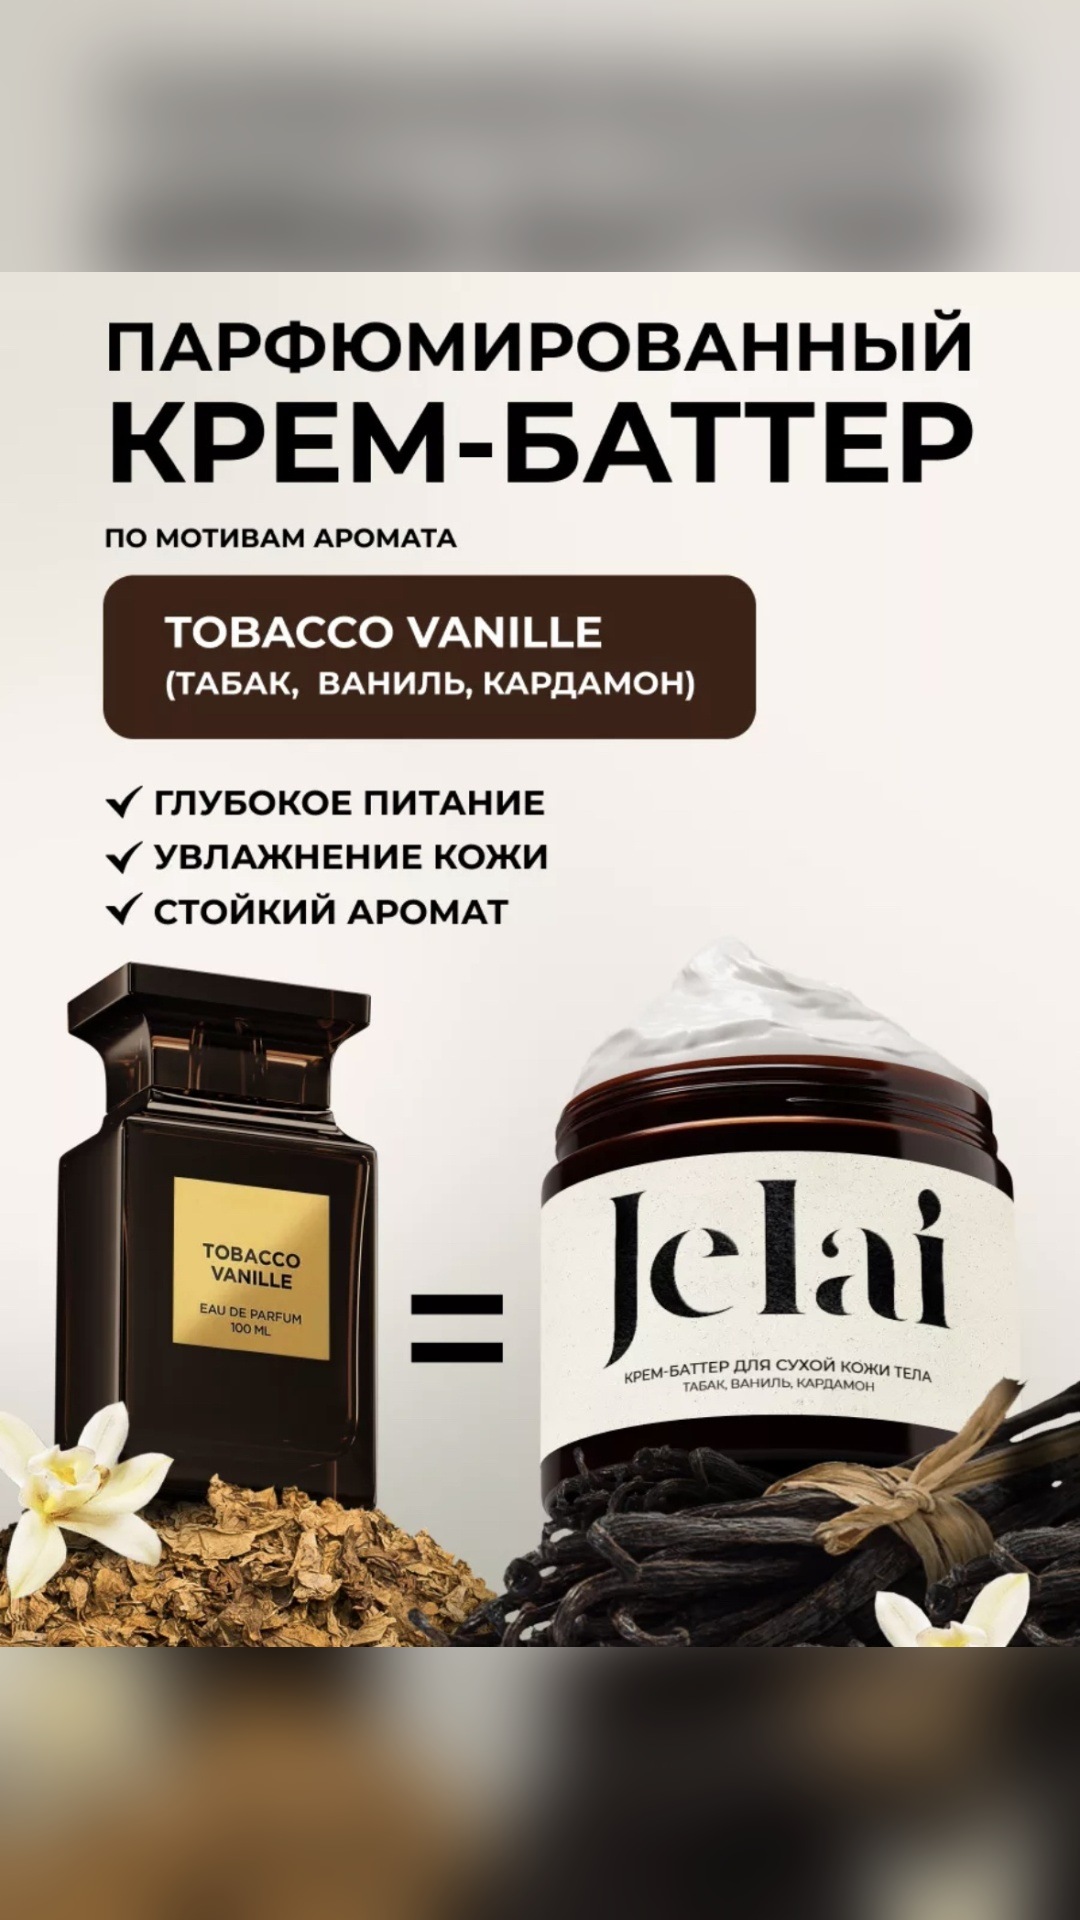 ПАРФЮМИРОВАННЫЙ
КРЕМ-БАТТЕР
ПО МОТИВАМ АРОМАТА
TOBACCO VANILLE
(ТАБАК, ВАНИЛЬ, КАРДАМОН)
✓ ГЛУБОКОЕ ПИТАНИЕ
✓ УВЛАЖНЕНИЕ КОЖИ
✓ СТОЙКИЙ АРОМАТ
TOBACCO
VANILLE
EAU DE PARFUM
100 ML
=
Jelai
КРЕМ-БАТТЕР ДЛЯ СУХОЙ КОЖИ ТЕЛА
ТАБАК, ВАНИЛЬ, КАРДАМОН